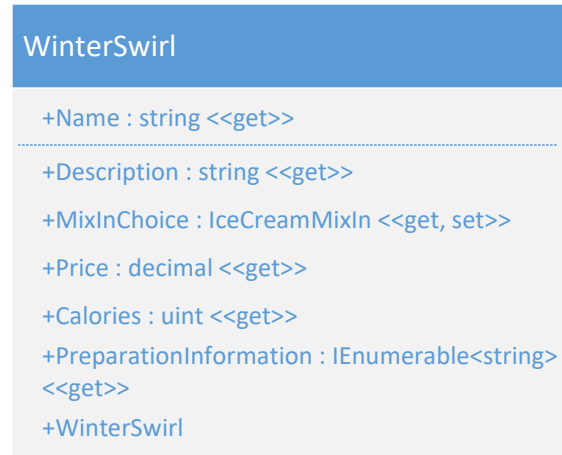 WinterSwirl
+Name : string <<get>>
+Description : string <<get>>
+MixInChoice : IceCreamMixIn <<get, set>>
+Price : decimal <<get>>
+Calories : uint <<get>>
+PreparationInformation : IEnumerable<string>
<<get>>
+WinterSwirl